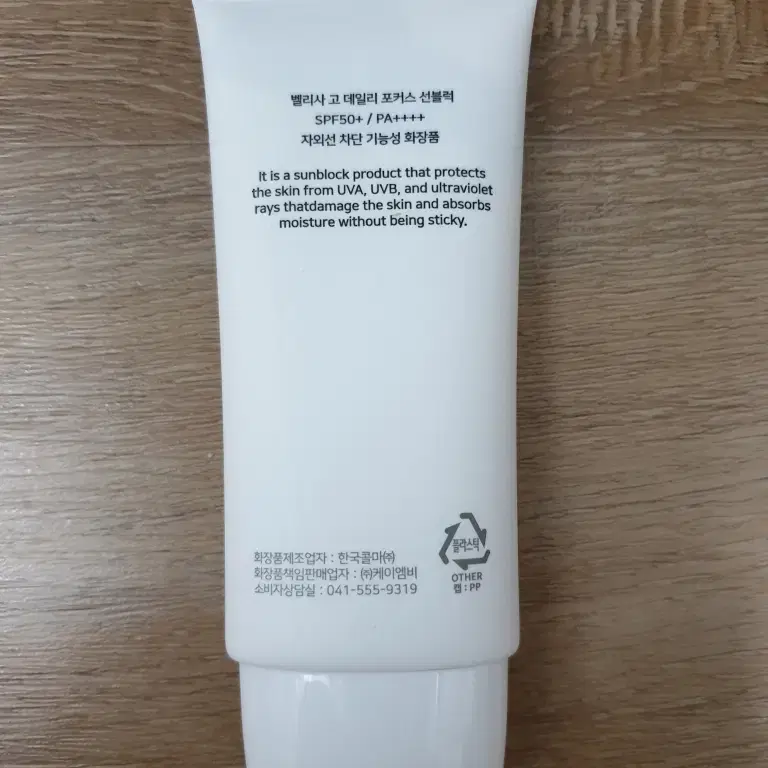 벨리사 고 데일리 포커스 선블럭
SPF50+ / PA++++
자외선 차단 기능성 화장품
It is a sunblock product that protects
the skin from UVA, UVB, and ultraviolet
rays thatdamage the skin and absorbs
moisture without being sticky.
화장품제조업자 : 한국콜마㈜
화장품책임판매업자 : ㈜케이엠비
소비자상담실 : 041-555-9319
플라스틱
OTHER
캡 : PP